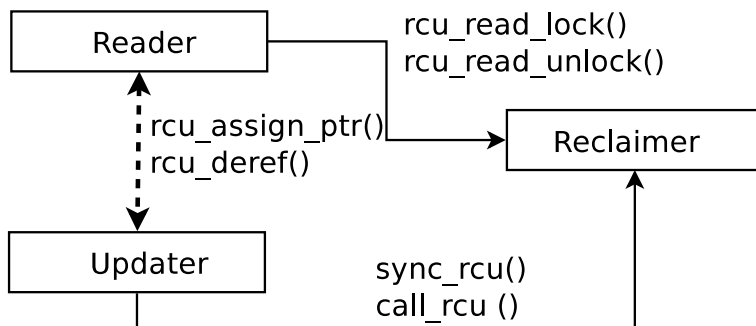 Reader
rcu_read_lock()
rcu_read_unlock()
rcu_assign_ptr()
rcu_deref()
Reclaimer
Updater
sync_rcu()
call_rcu ()